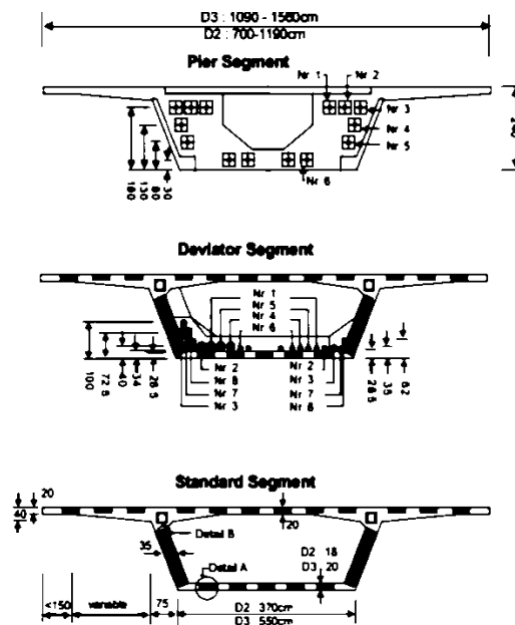 D3 : 1090 - 1560cm
D2 : 700-1190cm
Pier Segment
Nr 1
Nr 2
Nr 3
Nr 4
Nr 5
Nr 6
180
130
80
30
240
Deviator Segment
Nr 1
Nr 5
Nr 4
Nr 6
Nr 2
Nr 8
Nr 7
Nr 3
Nr 2
Nr 3
Nr 7
Nr 8
100
72.5
40
34
28.5
28.5
35
62
Standard Segment
20
20
Detail B
35
Detail A
D2 18
D3 20
<150
variable
75
D2 370cm
D3 550cm